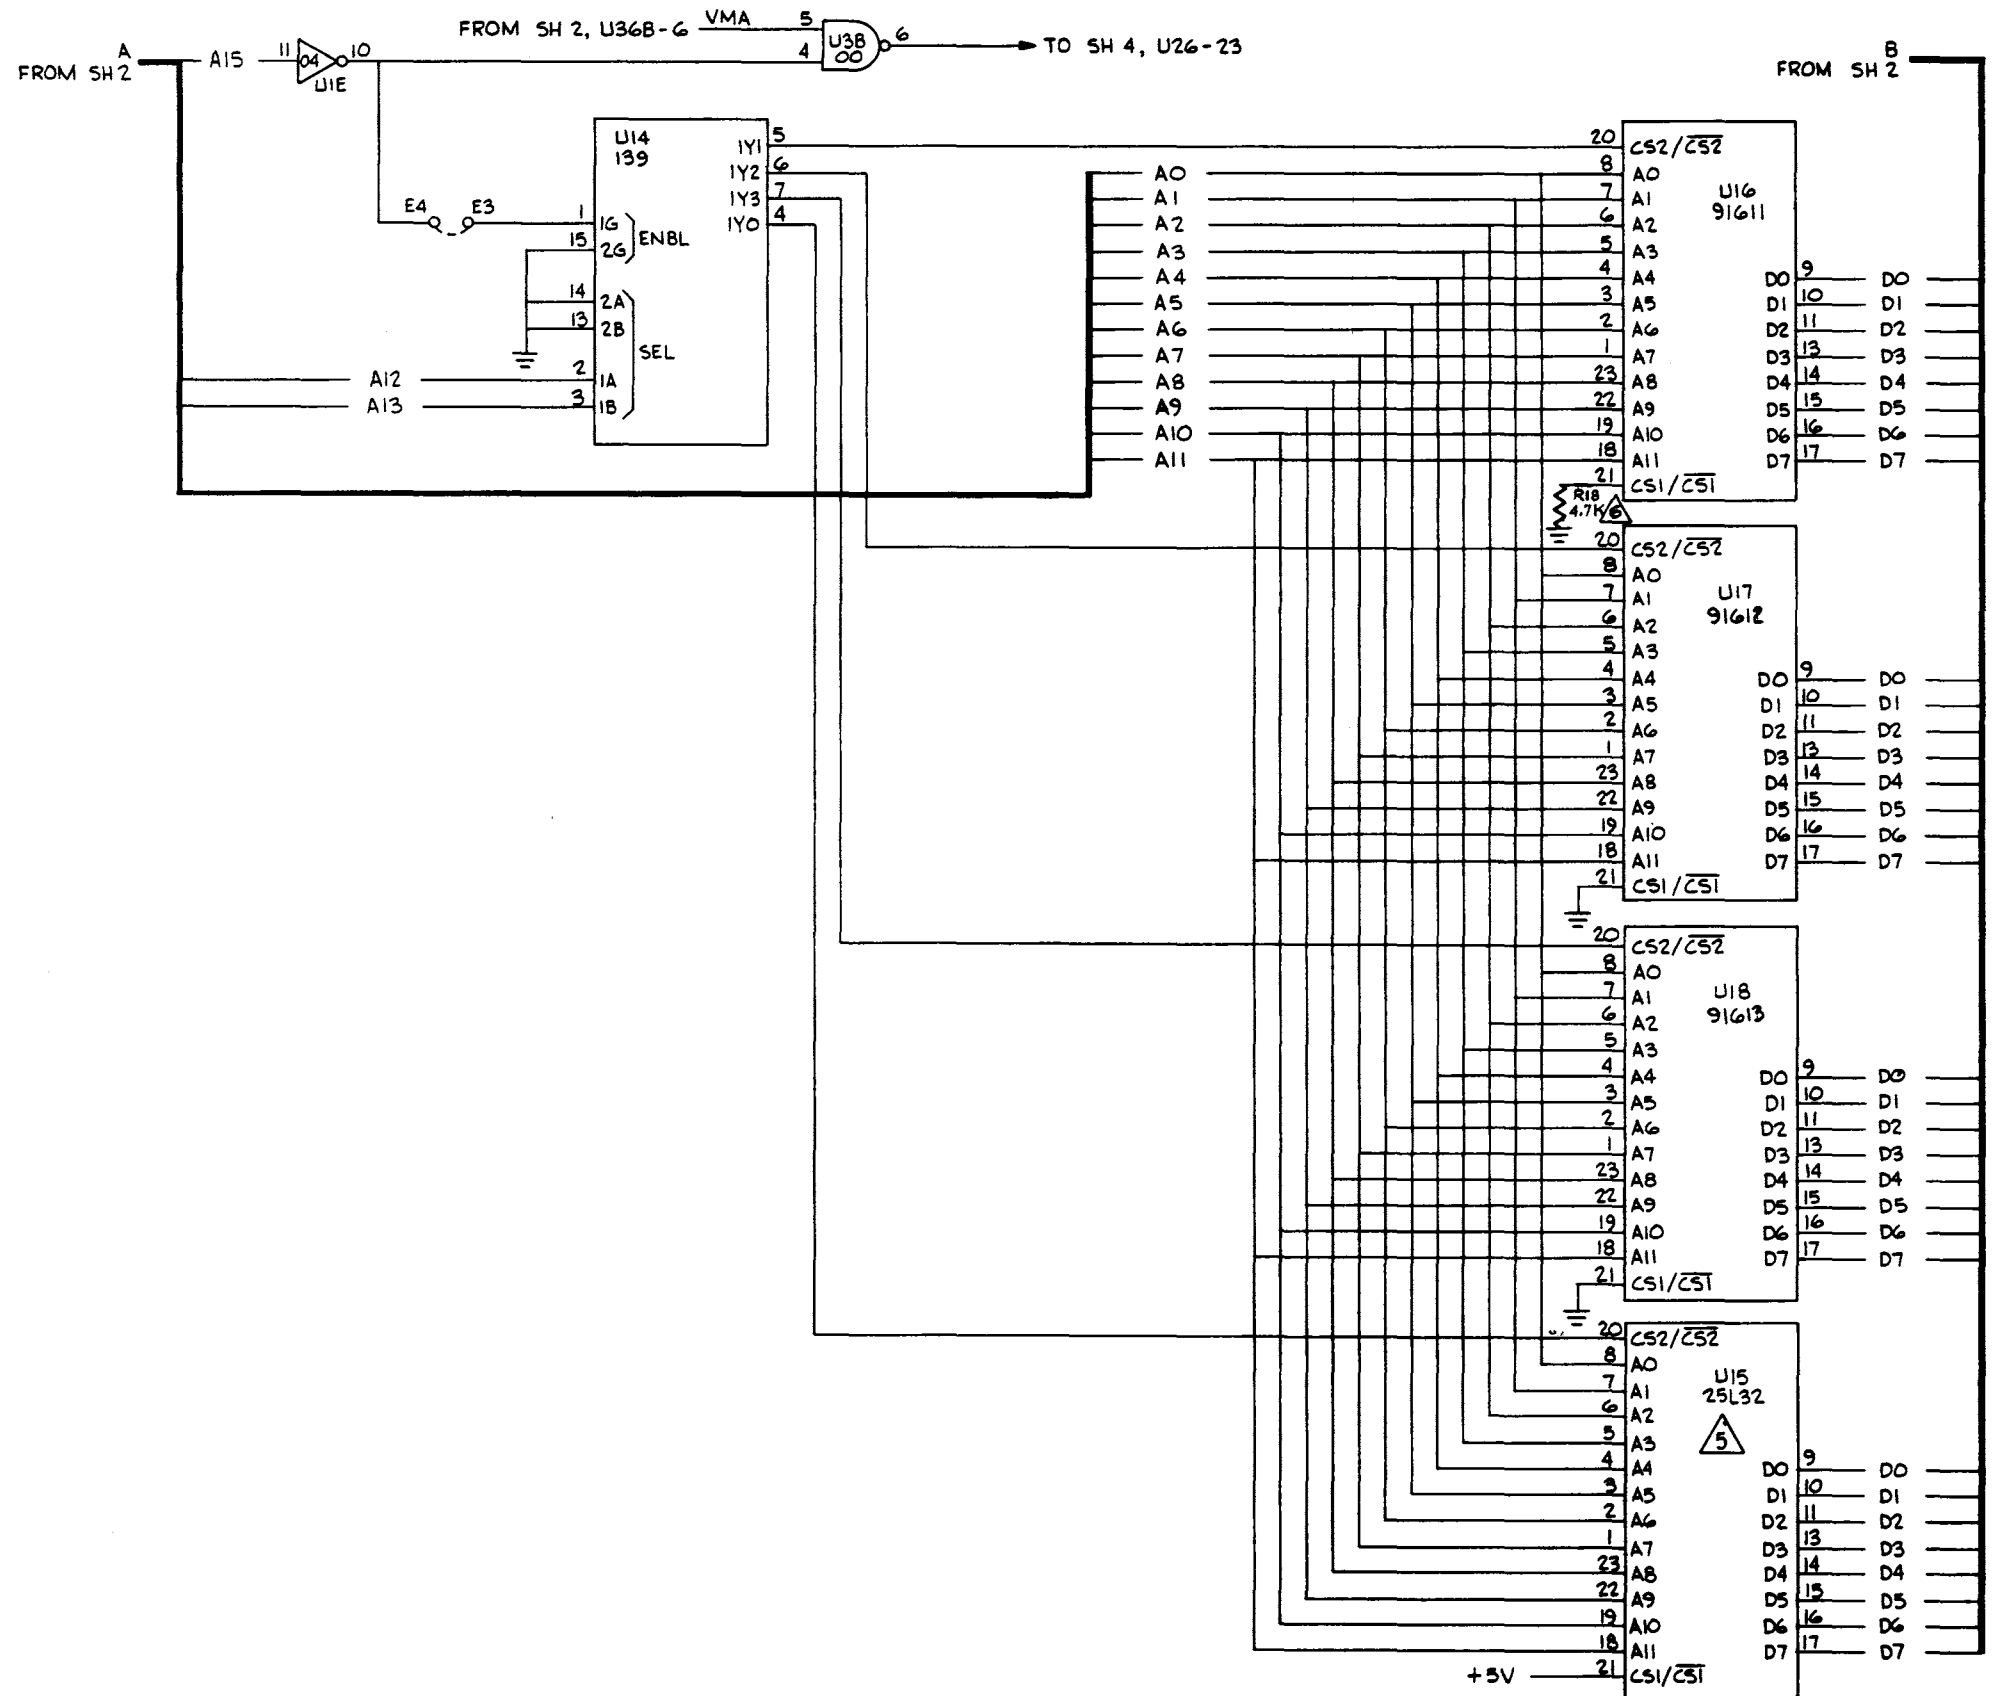 FROM SH 2, U36B-6 VMA 5
4 U3B 6
00
TO SH 4, U26-23
A
FROM SH 2
A15 11 04 10
U1E
B
FROM SH 2
U14
139
1Y1 5
1Y2 6
1Y3 7
1Y0 4
E4 E3 1 1G
15 2G
ENBL
14 2A
13 2B
SEL
A12 2 1A
A13 3 1B
A0
A1
A2
A3
A4
A5
A6
A7
A8
A9
A10
A11
20 CS2/CS2
U16
91611
8 A0
7 A1
6 A2
5 A3
4 A4 D0 9 D0
3 A5 D1 10 D1
2 A6 D2 11 D2
1 A7 D3 13 D3
23 A8 D4 14 D4
22 A9 D5 15 D5
19 A10 D6 16 D6
18 A11 D7 17 D7
21 CS1/CS1
R18
4.7K 6
20 CS2/CS2
U17
91612
8 A0
7 A1
6 A2
5 A3
4 A4 D0 9 D0
3 A5 D1 10 D1
2 A6 D2 11 D2
1 A7 D3 13 D3
23 A8 D4 14 D4
22 A9 D5 15 D5
19 A10 D6 16 D6
18 A11 D7 17 D7
21 CS1/CS1
20 CS2/CS2
U18
91613
8 A0
7 A1
6 A2
5 A3
4 A4 D0 9 D0
3 A5 D1 10 D1
2 A6 D2 11 D2
1 A7 D3 13 D3
23 A8 D4 14 D4
22 A9 D5 15 D5
19 A10 D6 16 D6
18 A11 D7 17 D7
21 CS1/CS1
20 CS2/CS2
U15
25L32
5
8 A0
7 A1
6 A2
5 A3
4 A4 D0 9 D0
3 A5 D1 10 D1
2 A6 D2 11 D2
1 A7 D3 13 D3
23 A8 D4 14 D4
22 A9 D5 15 D5
19 A10 D6 16 D6
18 A11 D7 17 D7
+5V 21 CS1/CS1